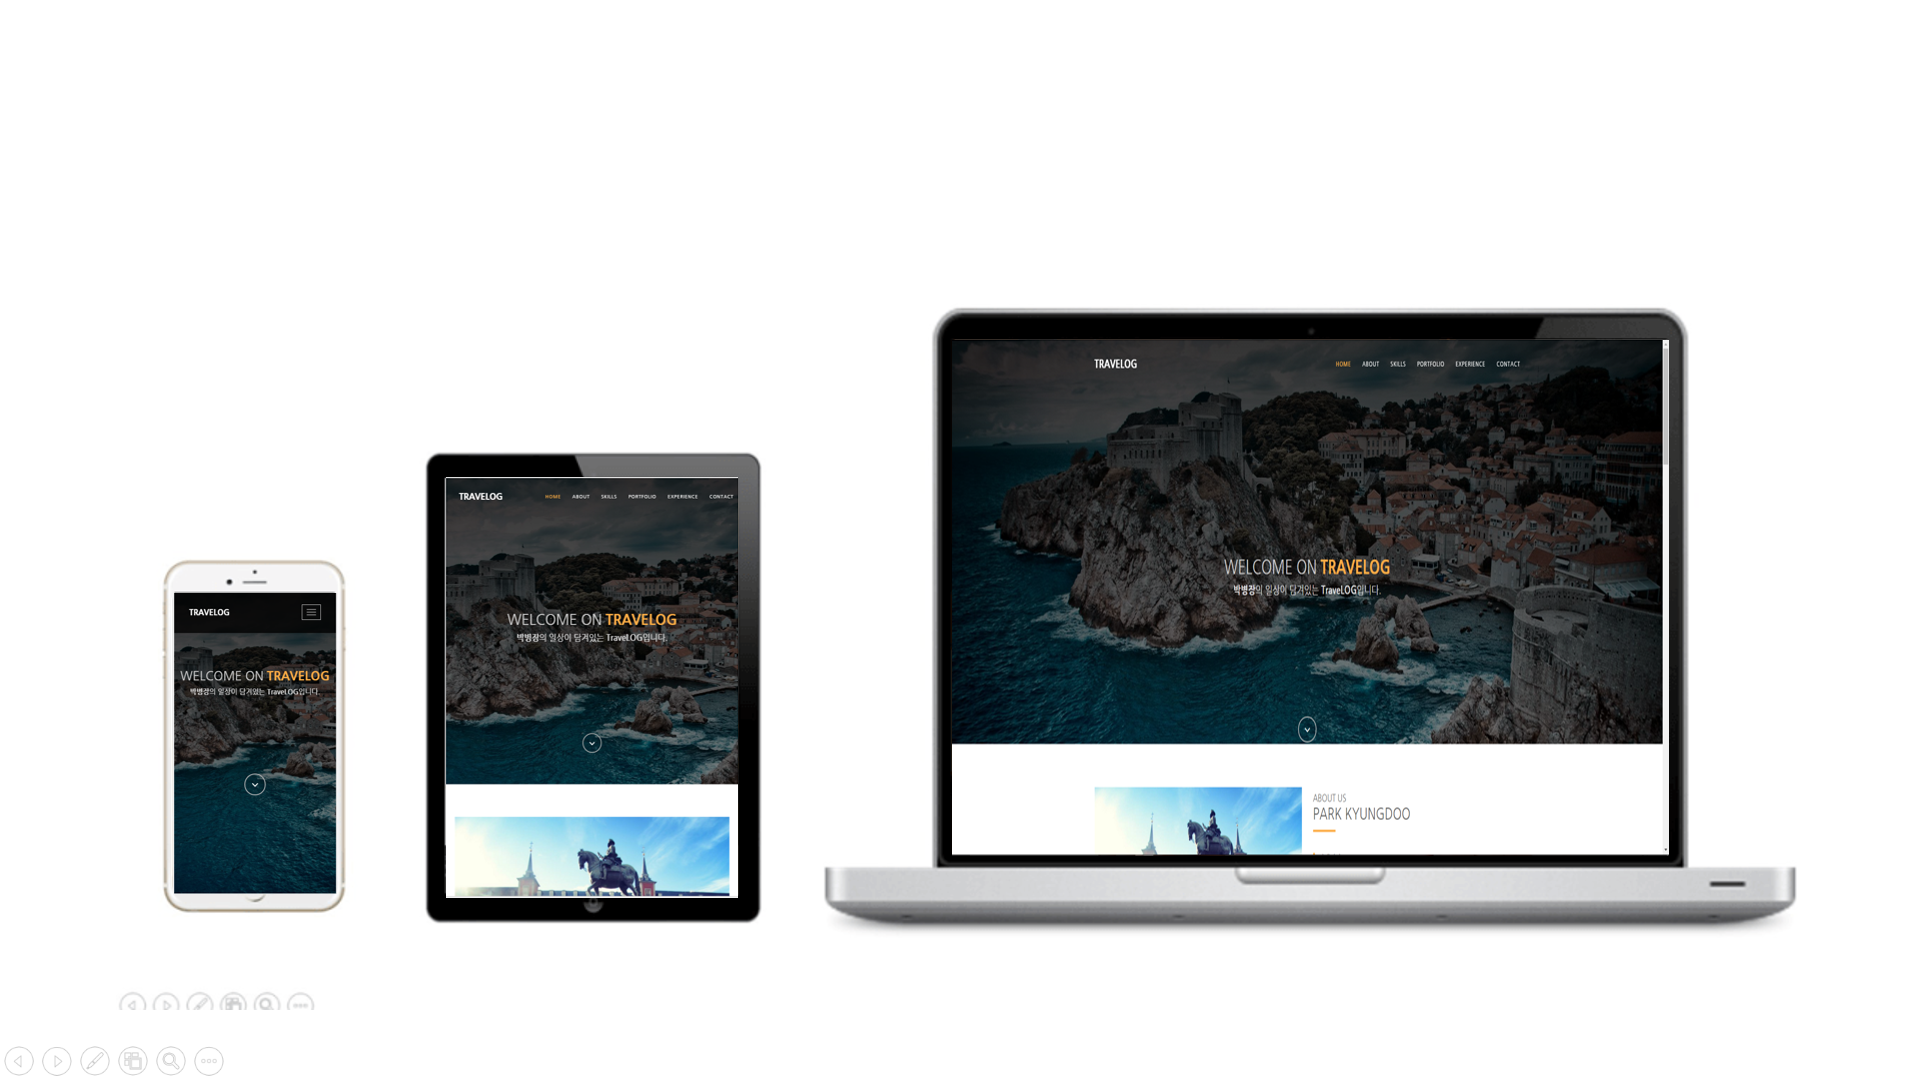 TRAVELOG
WELCOME ON TRAVELOG
박병장의 일상이 담겨있는 TraveLOG입니다.
TRAVELOG
HOME ABOUT SKILLS PORTFOLIO EXPERIENCE CONTACT
WELCOME ON TRAVELOG
박병장의 일상이 담겨있는 TraveLOG입니다.
TRAVELOG
HOME ABOUT SKILLS PORTFOLIO EXPERIENCE CONTACT
WELCOME ON TRAVELOG
박병장의 일상이 담겨있는 TraveLOG입니다.
ABOUT US
PARK KYUNGDOO